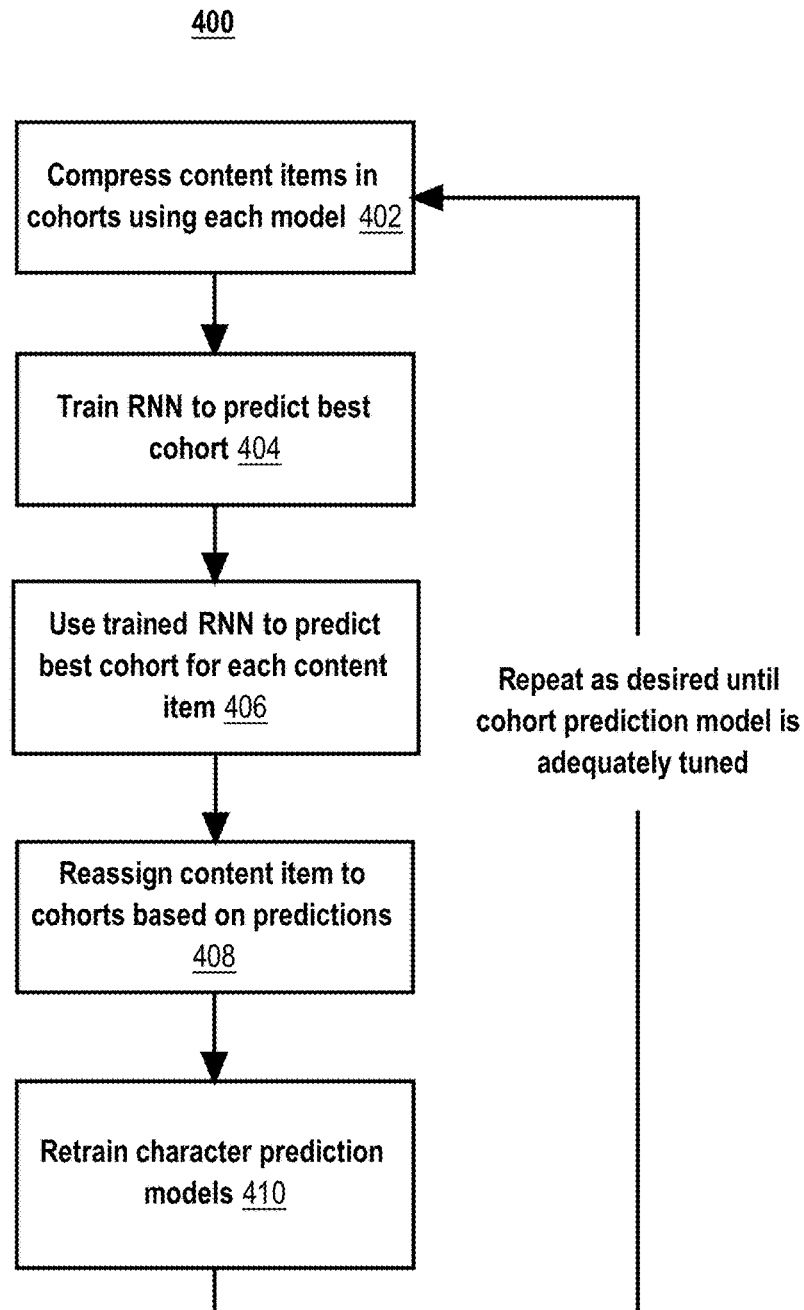 400
Compress content items in
cohorts using each model 402
Train RNN to predict best
cohort 404
Use trained RNN to predict
best cohort for each content
item 406
Repeat as desired until
cohort prediction model is
adequately tuned
Reassign content item to
cohorts based on predictions
408
Retrain character prediction
models 410